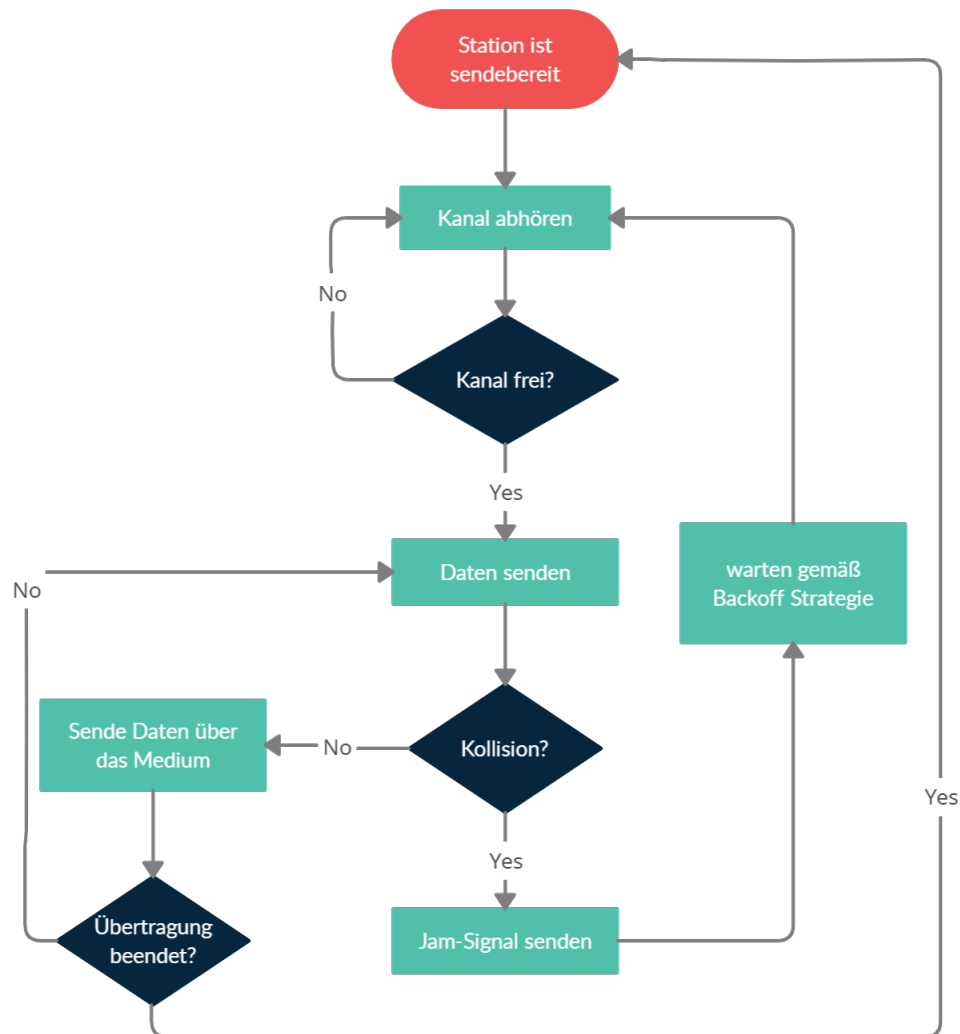 Station ist
sendebereit
Kanal abhören
No
Kanal frei?
Yes
Daten senden
warten gemäß
Backoff Strategie
No
Sende Daten über
das Medium
No
Kollision?
Yes
Yes
Übertragung
beendet?
Jam-Signal senden